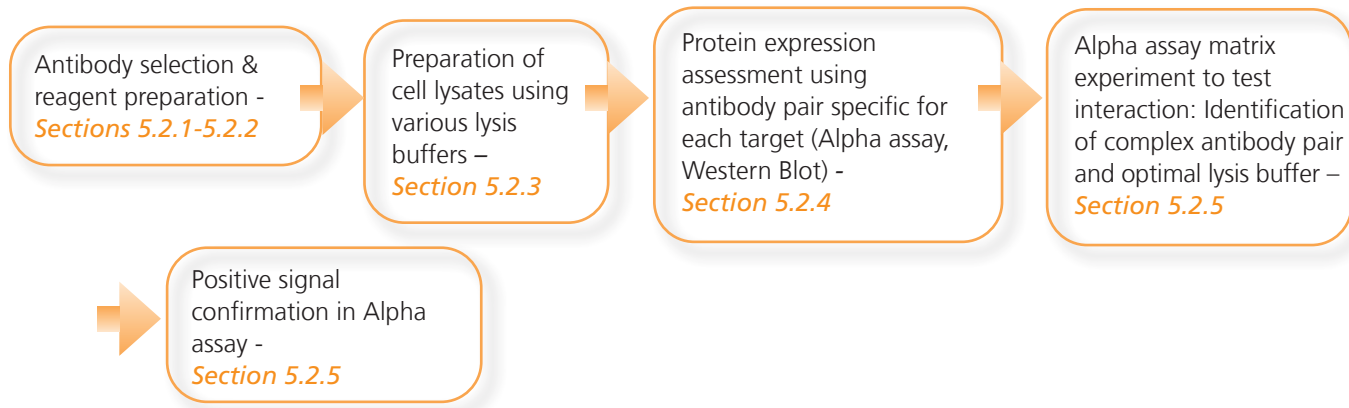 Antibody selection &
reagent preparation -
Sections 5.2.1-5.2.2
Preparation of
cell lysates using
various lysis
buffers –
Section 5.2.3
Protein expression
assessment using
antibody pair specific for
each target (Alpha assay,
Western Blot) -
Section 5.2.4
Alpha assay matrix
experiment to test
interaction: Identification
of complex antibody pair
and optimal lysis buffer –
Section 5.2.5
Positive signal
confirmation in Alpha
assay -
Section 5.2.5